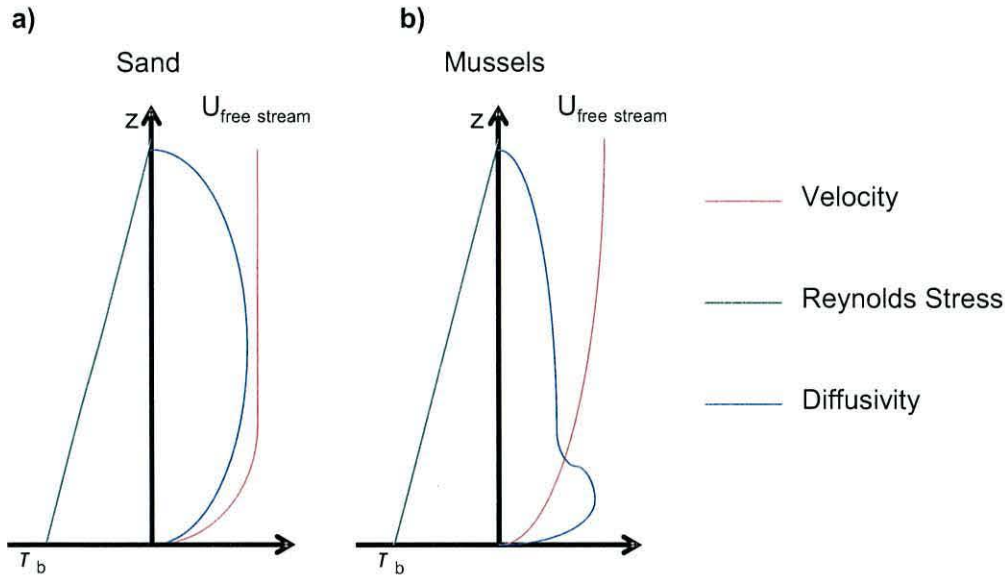 a)
Sand
z
U free stream
τ b
b)
Mussels
z
U free stream
τ b
Velocity
Reynolds Stress
Diffusivity